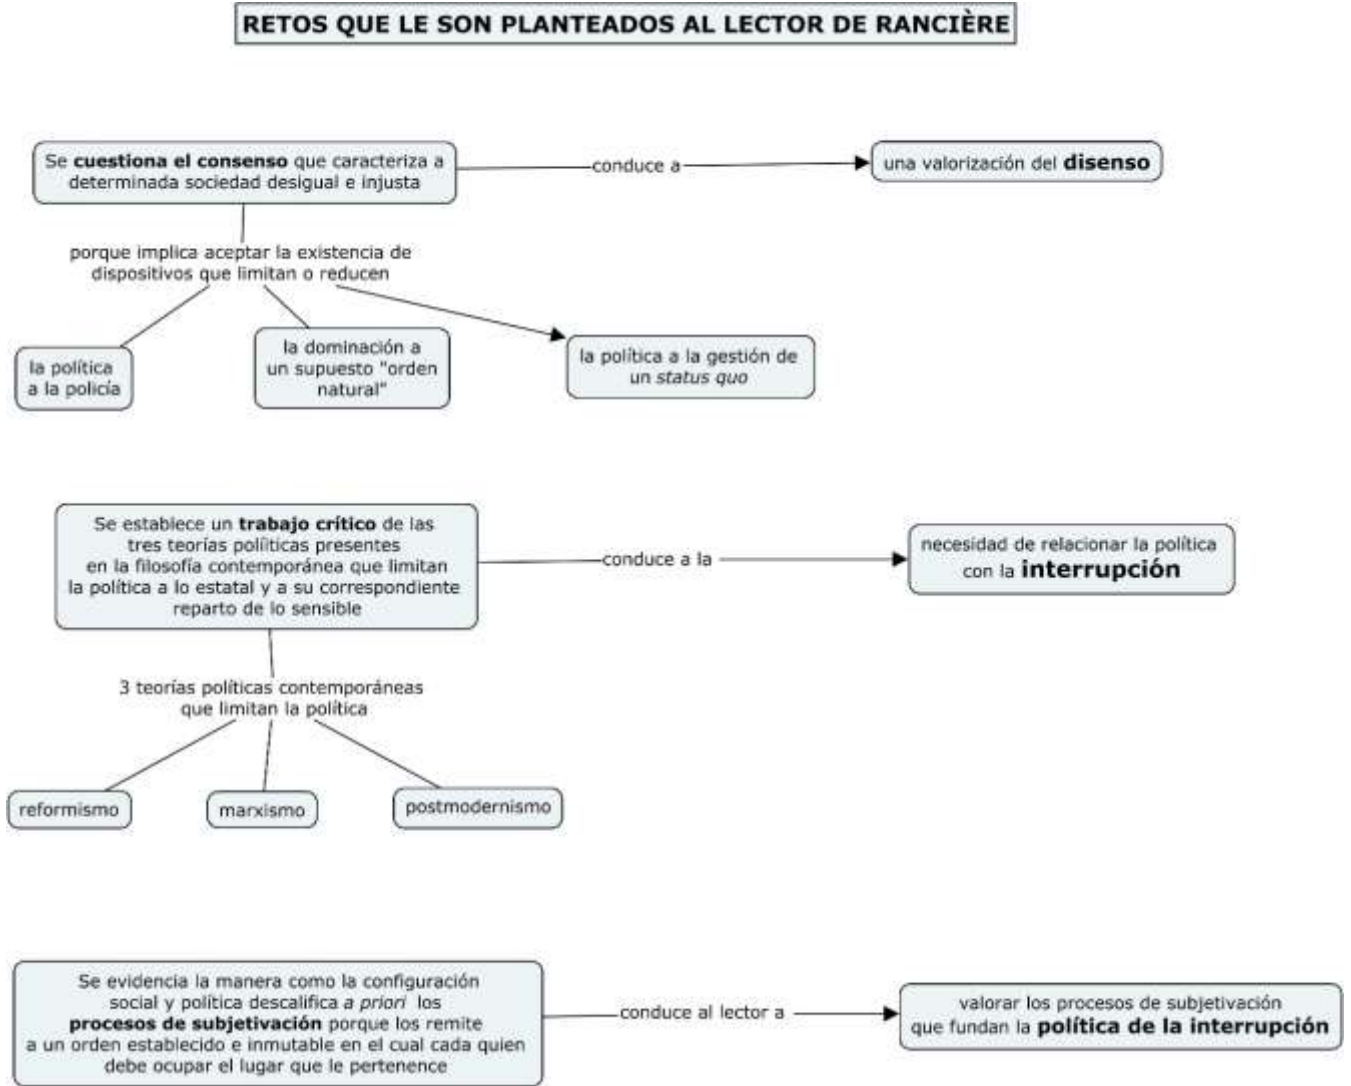 RETOS QUE LE SON PLANTEADOS AL LECTOR DE RANCIÈRE
Se cuestiona el consenso que caracteriza a
determinada sociedad desigual e injusta
conduce a
una valorización del disenso
porque implica aceptar la existencia de
dispositivos que limitan o reducen
la política
a la policía
la dominación a
un supuesto "orden
natural"
la política a la gestión de
un status quo
Se establece un trabajo crítico de las
tres teorías polííticas presentes
en la filosofía contemporánea que limitan
la política a lo estatal y a su correspondiente
reparto de lo sensible
conduce a la
necesidad de relacionar la política
con la interrupción
3 teorías políticas contemporáneas
que limitan la política
reformismo
marxismo
postmodernismo
Se evidencia la manera como la configuración
social y política descalifica a priori los
procesos de subjetivación porque los remite
a un orden establecido e inmutable en el cual cada quien
debe ocupar el lugar que le pertenence
conduce al lector a
valorar los procesos de subjetivación
que fundan la política de la interrupción